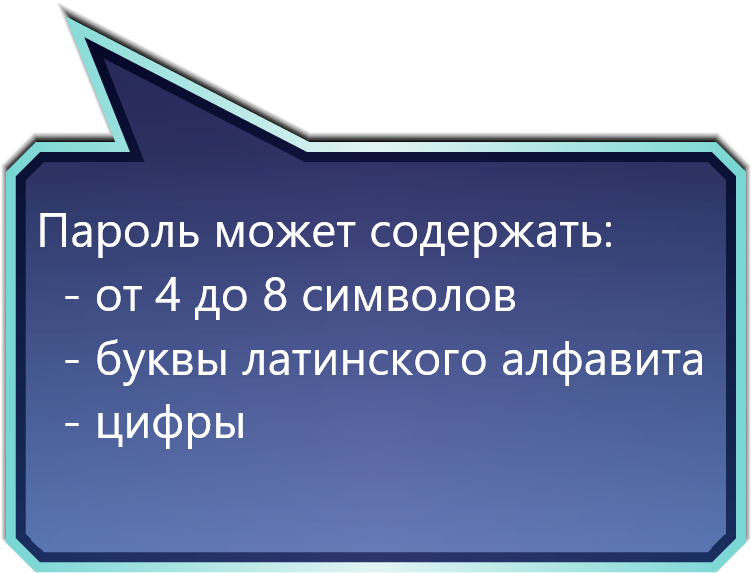 Пароль может содержать:
- от 4 до 8 символов
- буквы латинского алфавита
- цифры